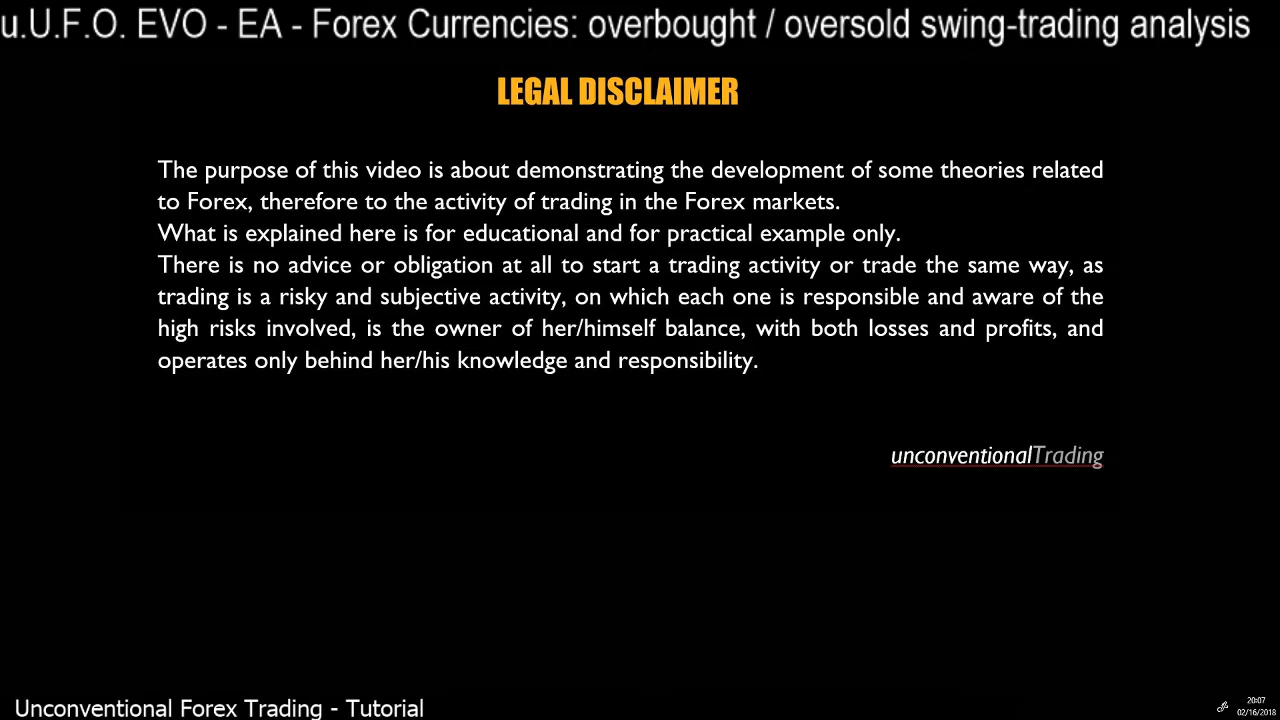 u.U.F.O. EVO - EA - Forex Currencies: overbought / oversold swing-trading analysis
LEGAL DISCLAIMER
The purpose of this video is about demonstrating the development of some theories related
to Forex, therefore to the activity of trading in the Forex markets.
What is explained here is for educational and for practical example only.
There is no advice or obligation at all to start a trading activity or trade the same way, as
trading is a risky and subjective activity, on which each one is responsible and aware of the
high risks involved, is the owner of her/himself balance, with both losses and profits, and
operates only behind her/his knowledge and responsibility.
unconventionalTrading
Unconventional Forex Trading - Tutorial
20:07
02/16/2018